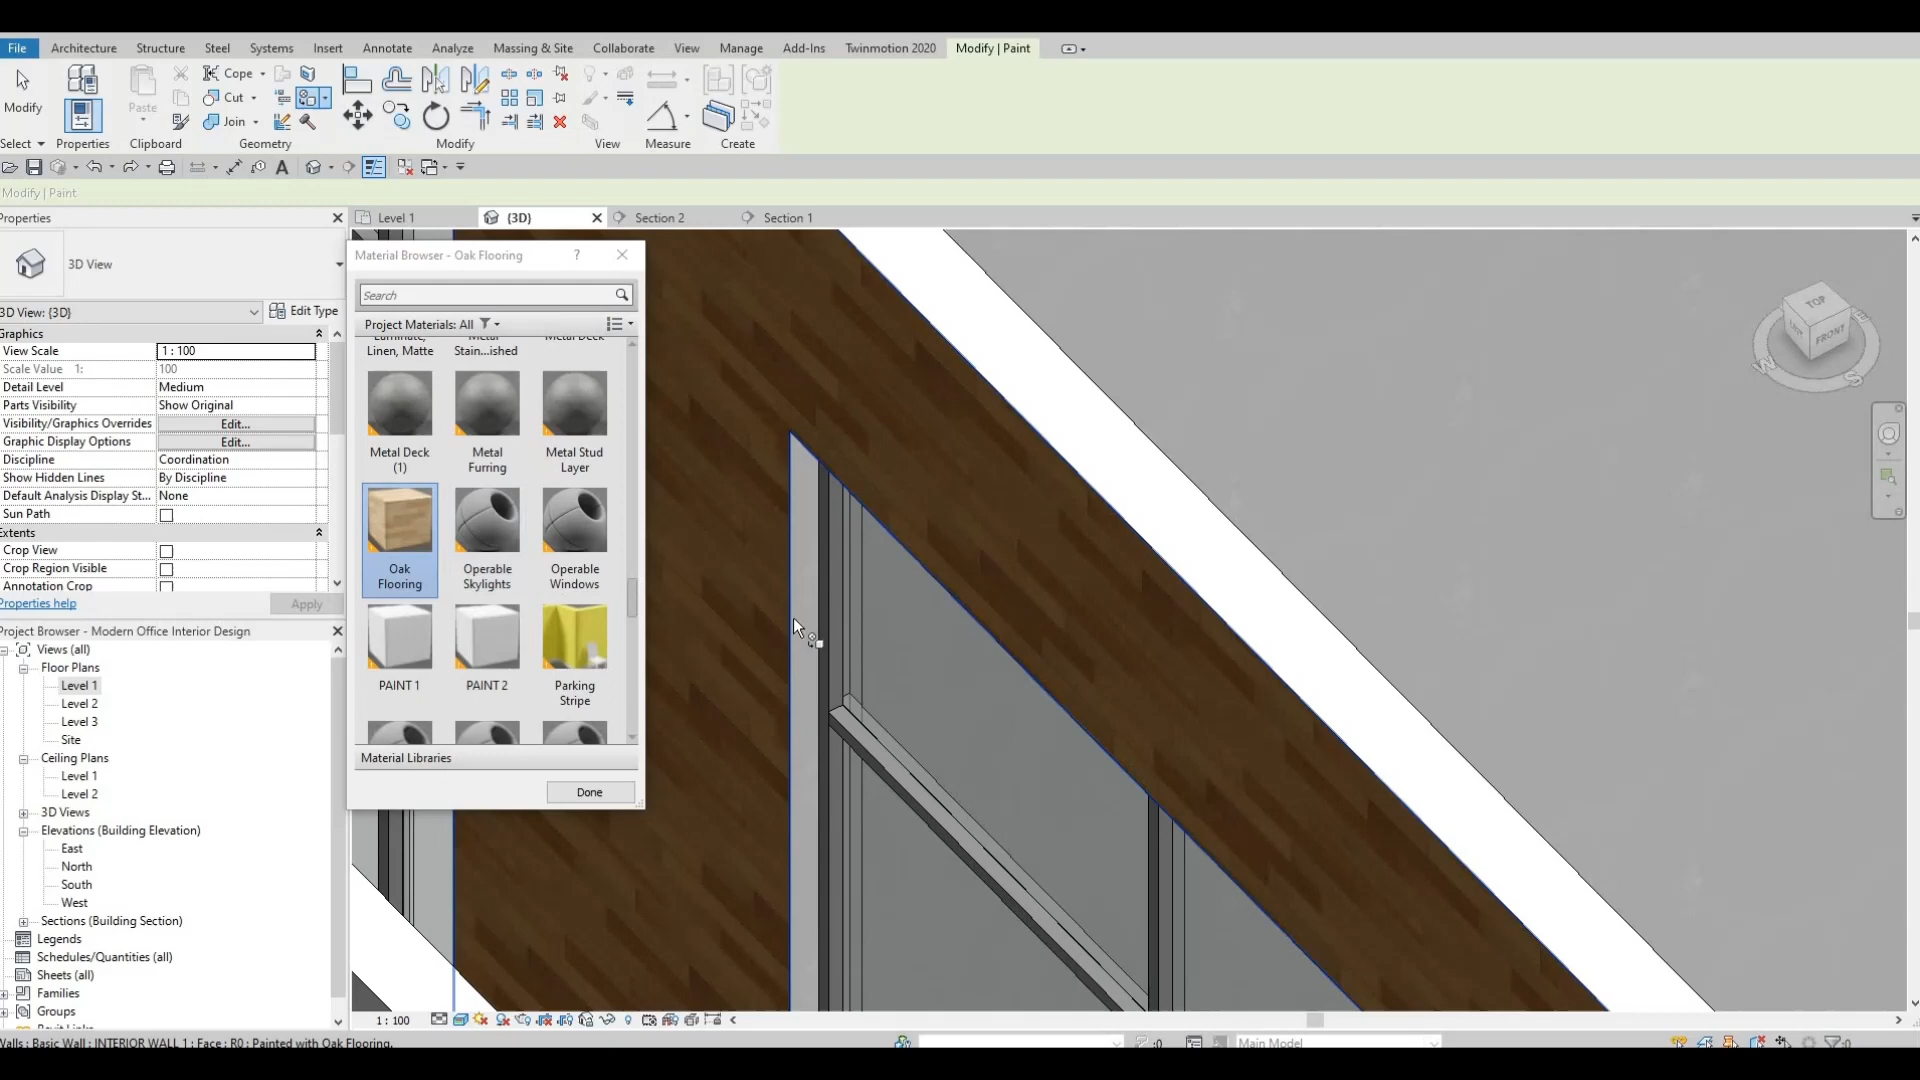 File Architecture Structure Steel Systems Insert Annotate Analyze Massing & Site Collaborate View Manage Add-Ins Twinmotion 2020 Modify | Paint
Cope
Cut
Join
Modify
Paste
Select Properties Clipboard Geometry Modify View Measure Create
Modify | Paint
Properties
Level 1
{3D}
Section 2
Section 1
3D View
3D View: {3D}
Edit Type
Graphics
View Scale 1 : 100
Scale Value 1: 100
Detail Level Medium
Parts Visibility Show Original
Visibility/Graphics Overrides Edit...
Graphic Display Options Edit...
Discipline Coordination
Show Hidden Lines By Discipline
Default Analysis Display St... None
Sun Path
Extents
Crop View
Crop Region Visible
Annotation Crop
Properties help
Apply
Project Browser - Modern Office Interior Design
Views (all)
Floor Plans
Level 1
Level 2
Level 3
Site
Ceiling Plans
Level 1
Level 2
3D Views
Elevations (Building Elevation)
East
North
South
West
Sections (Building Section)
Legends
Schedules/Quantities (all)
Sheets (all)
Families
Groups
Revit Links
Material Browser - Oak Flooring
?
Search
Project Materials: All
Laminate, Linen, Matte
Metal Stain...ished
Metal Deck
Metal Deck (1)
Metal Furring
Metal Stud Layer
Oak Flooring
Operable Skylights
Operable Windows
PAINT 1
PAINT 2
Parking Stripe
Material Libraries
Done
TOP
FRONT
W
S
1 : 100
Walls : Basic Wall : INTERIOR WALL 1 : Face : R0 : Painted with Oak Flooring.
:0
Main Model
:0